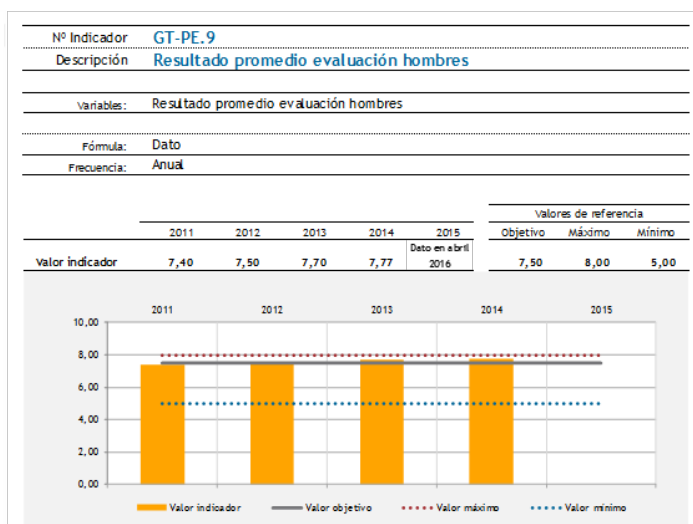 Nº Indicador GT-PE.9
Descripción Resultado promedio evaluación hombres
Variables: Resultado promedio evaluación hombres
Fórmula: Dato
Frecuencia: Anual
Valores de referencia
2011 2012 2013 2014 2015 Objetivo Máximo Mínimo
Valor indicador 7,40 7,50 7,70 7,77 Dato en abril 2016 7,50 8,00 5,00
2011 2012 2013 2014 2015
10,00
8,00
6,00
4,00
2,00
0,00
Valor indicador Valor objetivo Valor máximo Valor mínimo